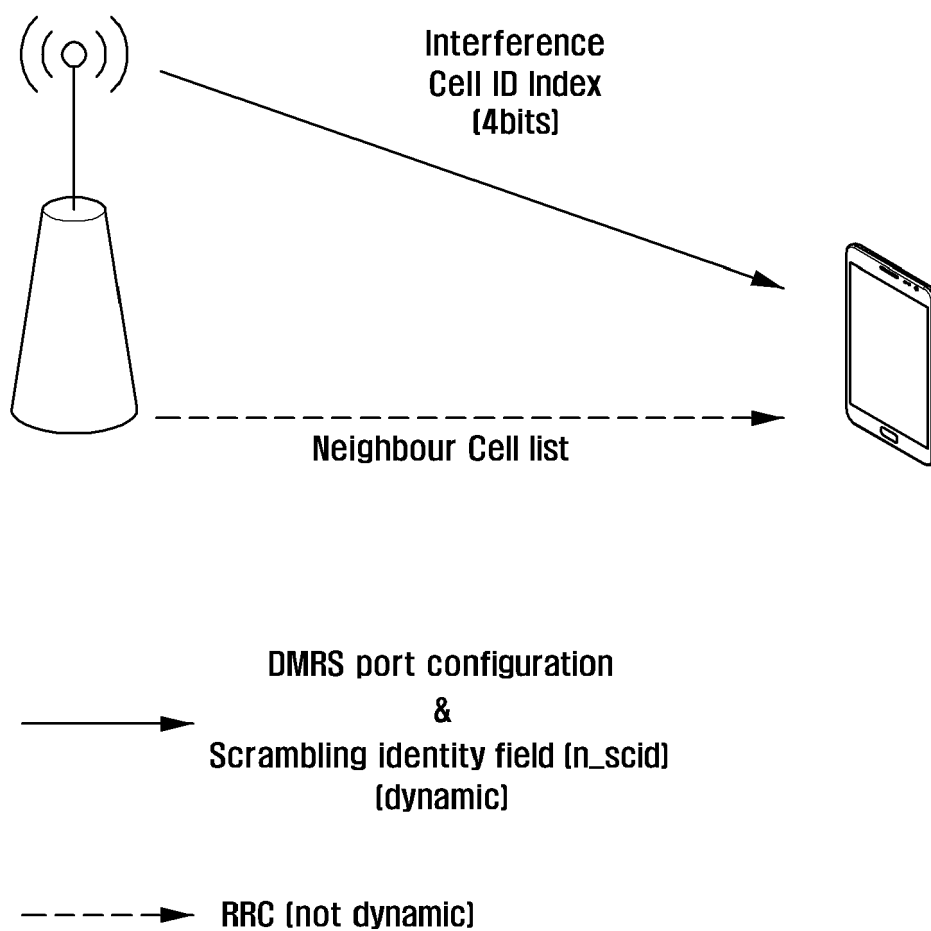 Interference
Cell ID Index
(4bits)
Neighbour Cell list
DMRS port configuration
&
Scrambling identity field (n_scid)
(dynamic)
RRC (not dynamic)